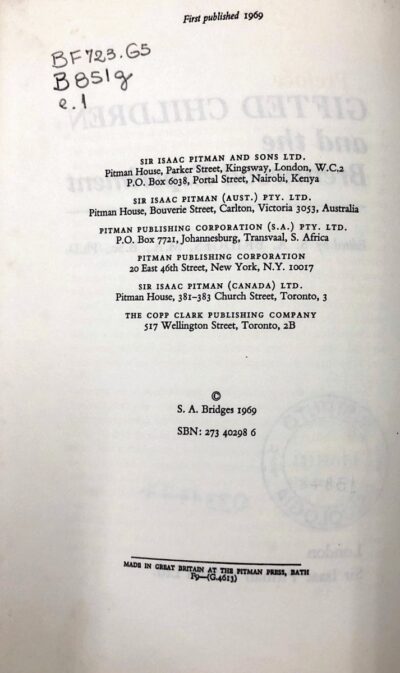 First published 1969
BF723.G5
B851g
c.1
SIR ISAAC PITMAN AND SONS LTD.
Pitman House, Parker Street, Kingsway, London, W.C.2
P.O. Box 6038, Portal Street, Nairobi, Kenya
SIR ISAAC PITMAN (AUST.) PTY. LTD.
Pitman House, Bouverie Street, Carlton, Victoria 3053, Australia
PITMAN PUBLISHING CORPORATION (S.A.) PTY. LTD.
P.O. Box 7721, Johannesburg, Transvaal, S. Africa
PITMAN PUBLISHING CORPORATION
20 East 46th Street, New York, N.Y. 10017
SIR ISAAC PITMAN (CANADA) LTD.
Pitman House, 381-383 Church Street, Toronto, 3
THE COPP CLARK PUBLISHING COMPANY
517 Wellington Street, Toronto, 2B
©
S. A. Bridges 1969
SBN: 273 40298 6
MADE IN GREAT BRITAIN AT THE PITMAN PRESS, BATH
F9—(G.4613)
GIFTED CHILDREN
and the
London